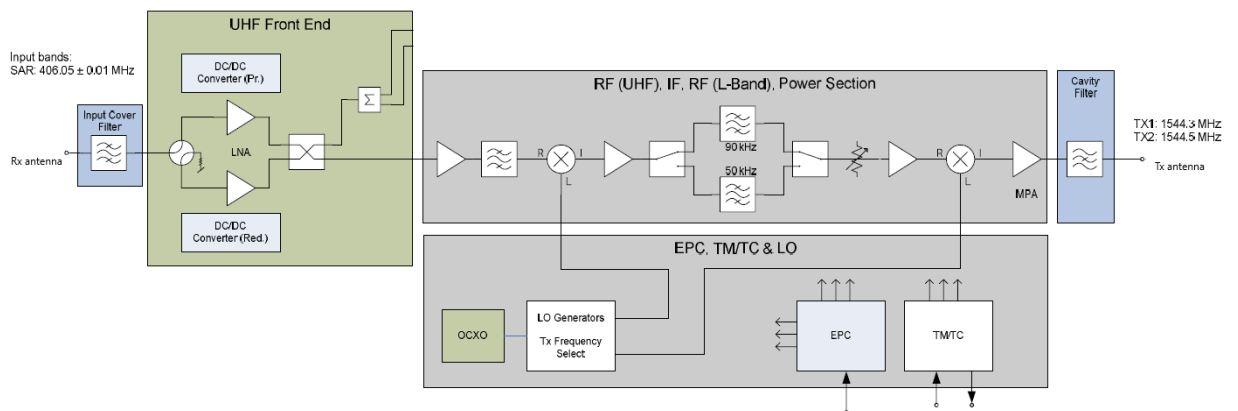 UHF Front End
Input bands:
SAR: 406.05 ± 0.01 MHz
DC/DC
Converter (Pr.)
Σ
RF (UHF), IF, RF (L-Band), Power Section
Cavity
Filter
Input Cover
Filter
TX1: 1544.3 MHz
TX2: 1544.5 MHz
Rx antenna
LNA
90 kHz
R
I
L
R
I
L
50 kHz
MPA
Tx antenna
DC/DC
Converter (Red.)
EPC, TM/TC & LO
OCXO
LO Generators
Tx Frequency
Select
EPC
TM/TC